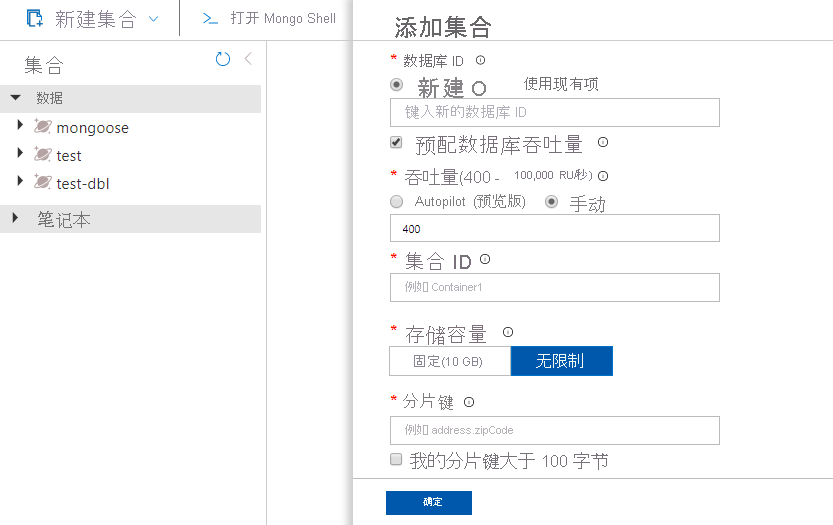 新建集合
打开 Mongo Shell
集合
数据
mongoose
test
test-dbl
笔记本
添加集合
* 数据库 ID
新建 使用现有项
键入新的数据库 ID
预配数据库吞吐量
* 吞吐量(400 - 100,000 RU/秒)
Autopilot (预览版) 手动
400
* 集合 ID
例如 Container1
* 存储容量
固定(10 GB) 无限制
* 分片键
例如 address.zipCode
我的分片键大于 100 字节
确定